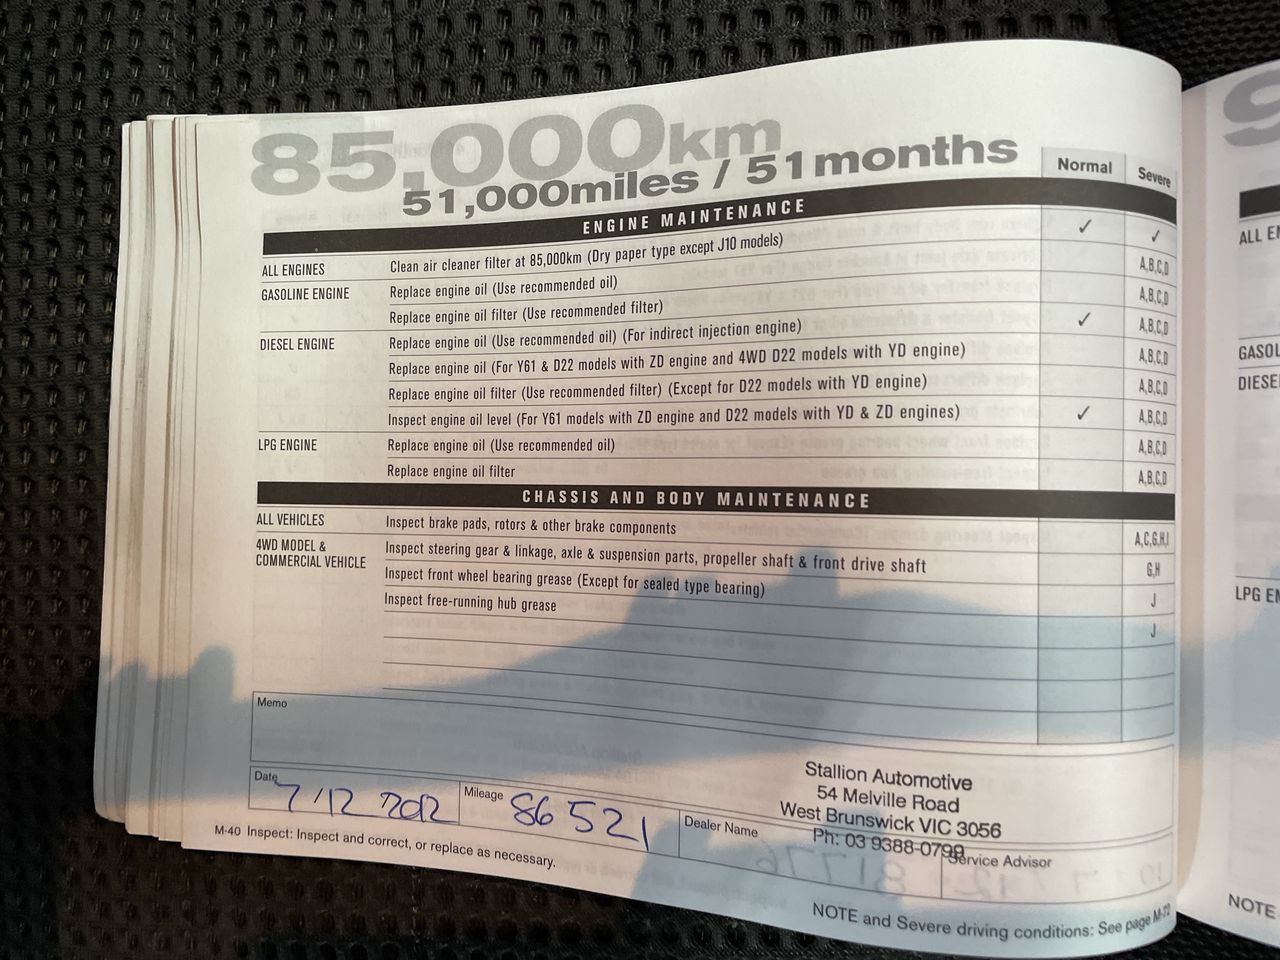 85,000km
51,000miles / 51months
Normal Severe
ENGINE MAINTENANCE
ALL ENGINES Clean air cleaner filter at 85,000km (Dry paper type except J10 models) ✓ ✓
GASOLINE ENGINE Replace engine oil (Use recommended oil) A,B,C,D
Replace engine oil filter (Use recommended filter) A,B,C,D
DIESEL ENGINE Replace engine oil (Use recommended oil) (For indirect injection engine) ✓ A,B,C,D
Replace engine oil (For Y61 & D22 models with ZD engine and 4WD D22 models with YD engine) A,B,C,D
Replace engine oil filter (Use recommended filter) (Except for D22 models with YD engine) A,B,C,D
Inspect engine oil level (For Y61 models with ZD engine and D22 models with YD & ZD engines) ✓ A,B,C,D
LPG ENGINE Replace engine oil (Use recommended oil) A,B,C,D
Replace engine oil filter A,B,C,D
CHASSIS AND BODY MAINTENANCE
ALL VEHICLES Inspect brake pads, rotors & other brake components A,C,G,H,I
4WD MODEL & Inspect steering gear & linkage, axle & suspension parts, propeller shaft & front drive shaft G,H
COMMERCIAL VEHICLE Inspect front wheel bearing grease (Except for sealed type bearing) J
Inspect free-running hub grease J
Memo
Date 7/12 2012 Mileage 86521 Dealer Name
Stallion Automotive
54 Melville Road
West Brunswick VIC 3056
Ph: 03 9388-0799
Service Advisor
M-40 Inspect: Inspect and correct, or replace as necessary.
NOTE and Severe driving conditions: See page M-72
9
ALL EN
GASOL
DIESE
LPG EN
NOTE